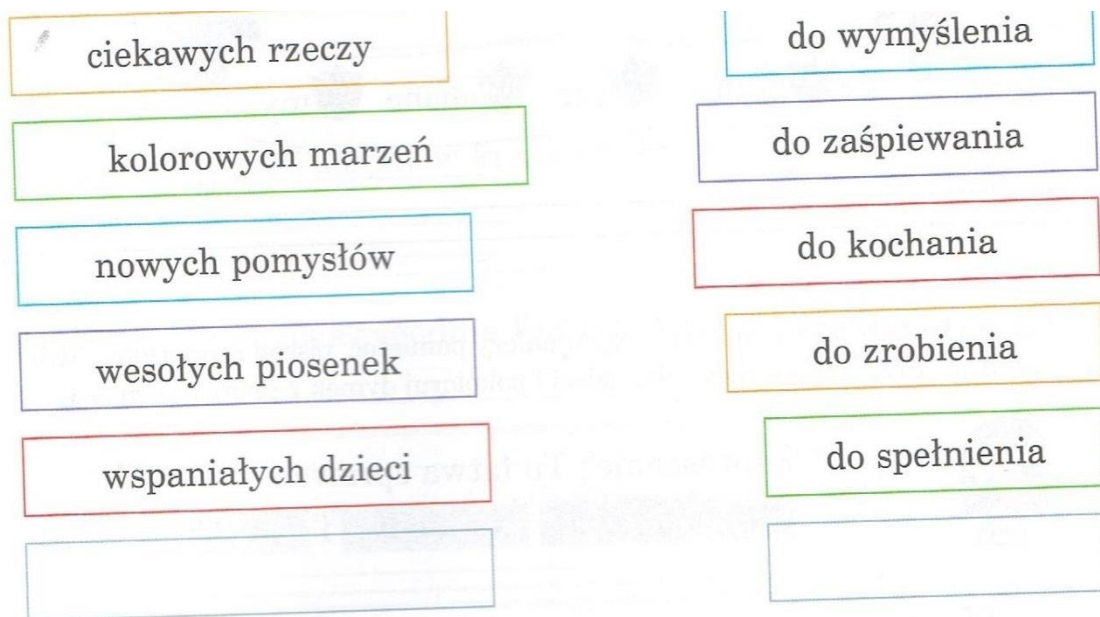 ciekawych rzeczy
kolorowych marzeń
nowych pomysłów
wesołych piosenek
wspaniałych dzieci
do wymyślenia
do zaśpiewania
do kochania
do zrobienia
do spełnienia